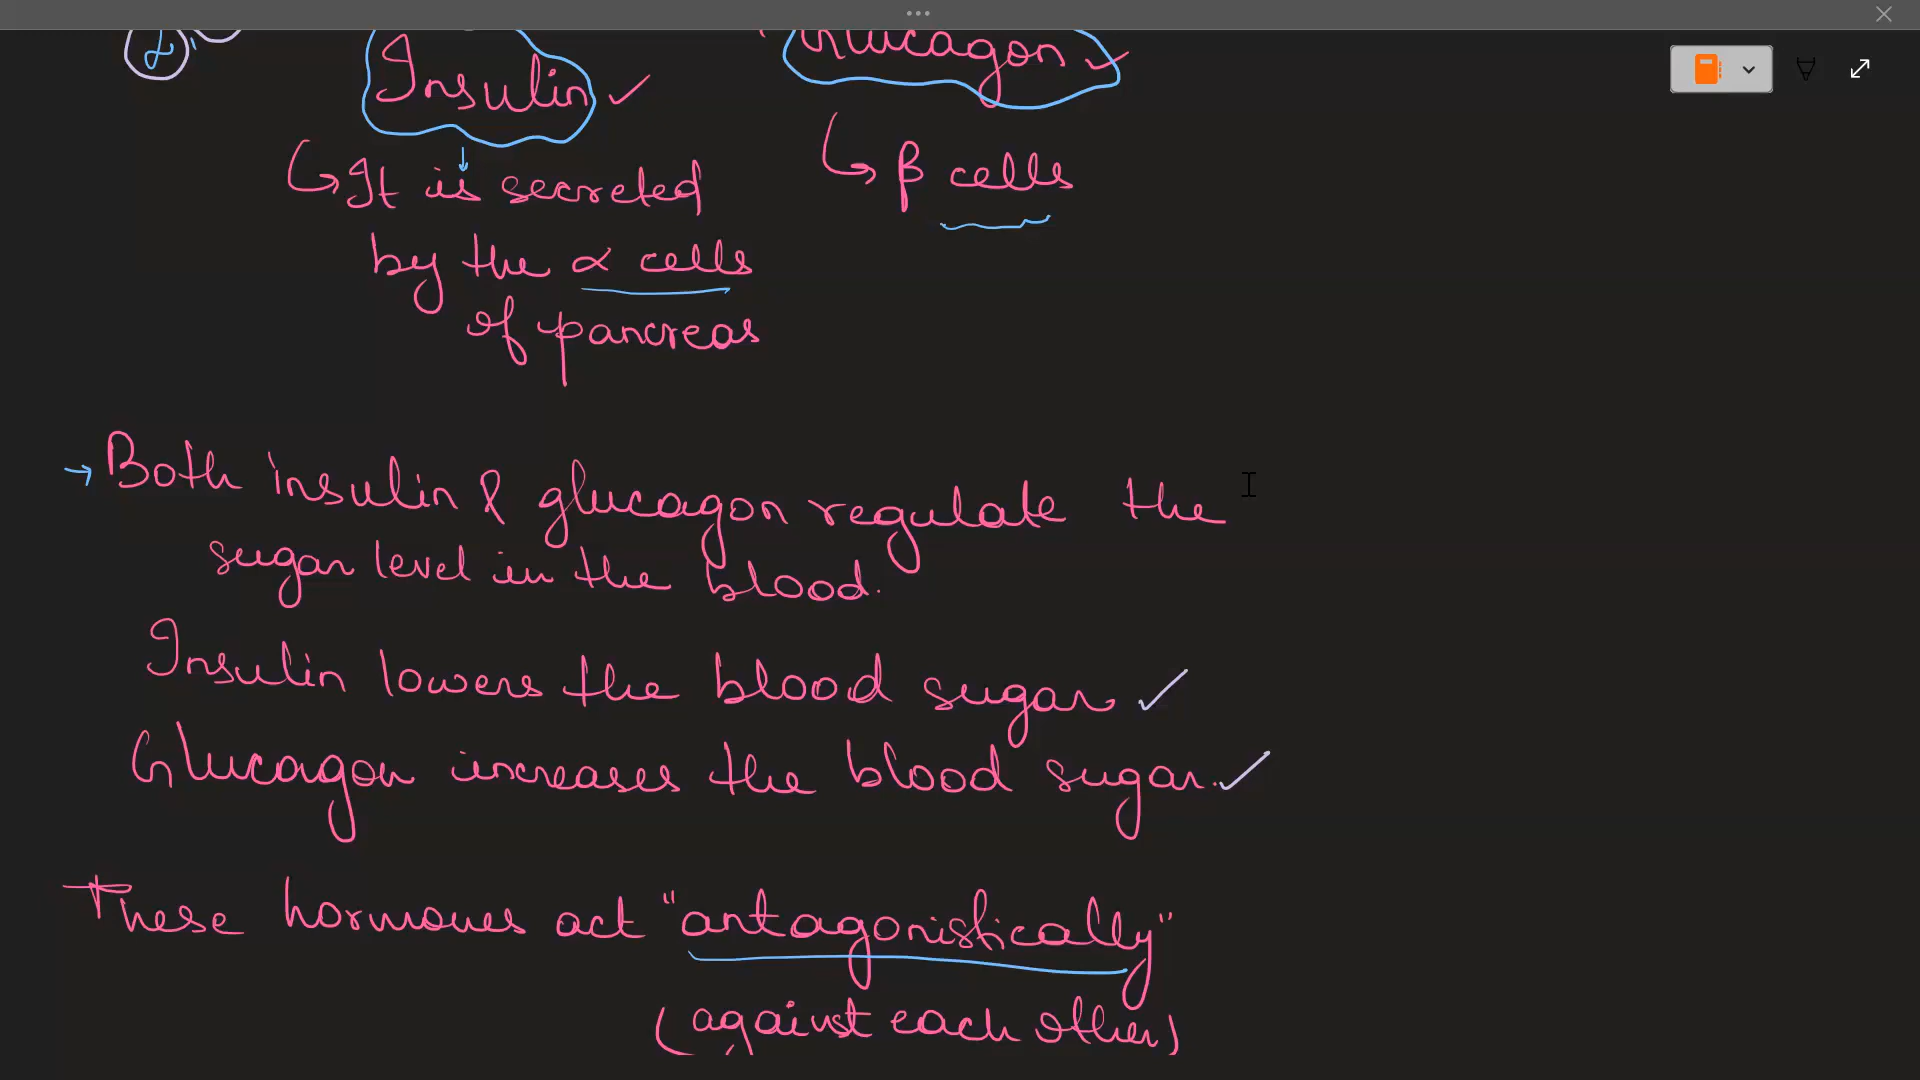 α
Insulin Glucagon
It is secreted β cells
by the α cells
of pancreas
→ Both insulin & glucagon regulate the
sugar level in the blood.
Insulin lowers the blood sugar
Glucagon increases the blood sugar.
These hormones act "antagonistically"
(against each other)